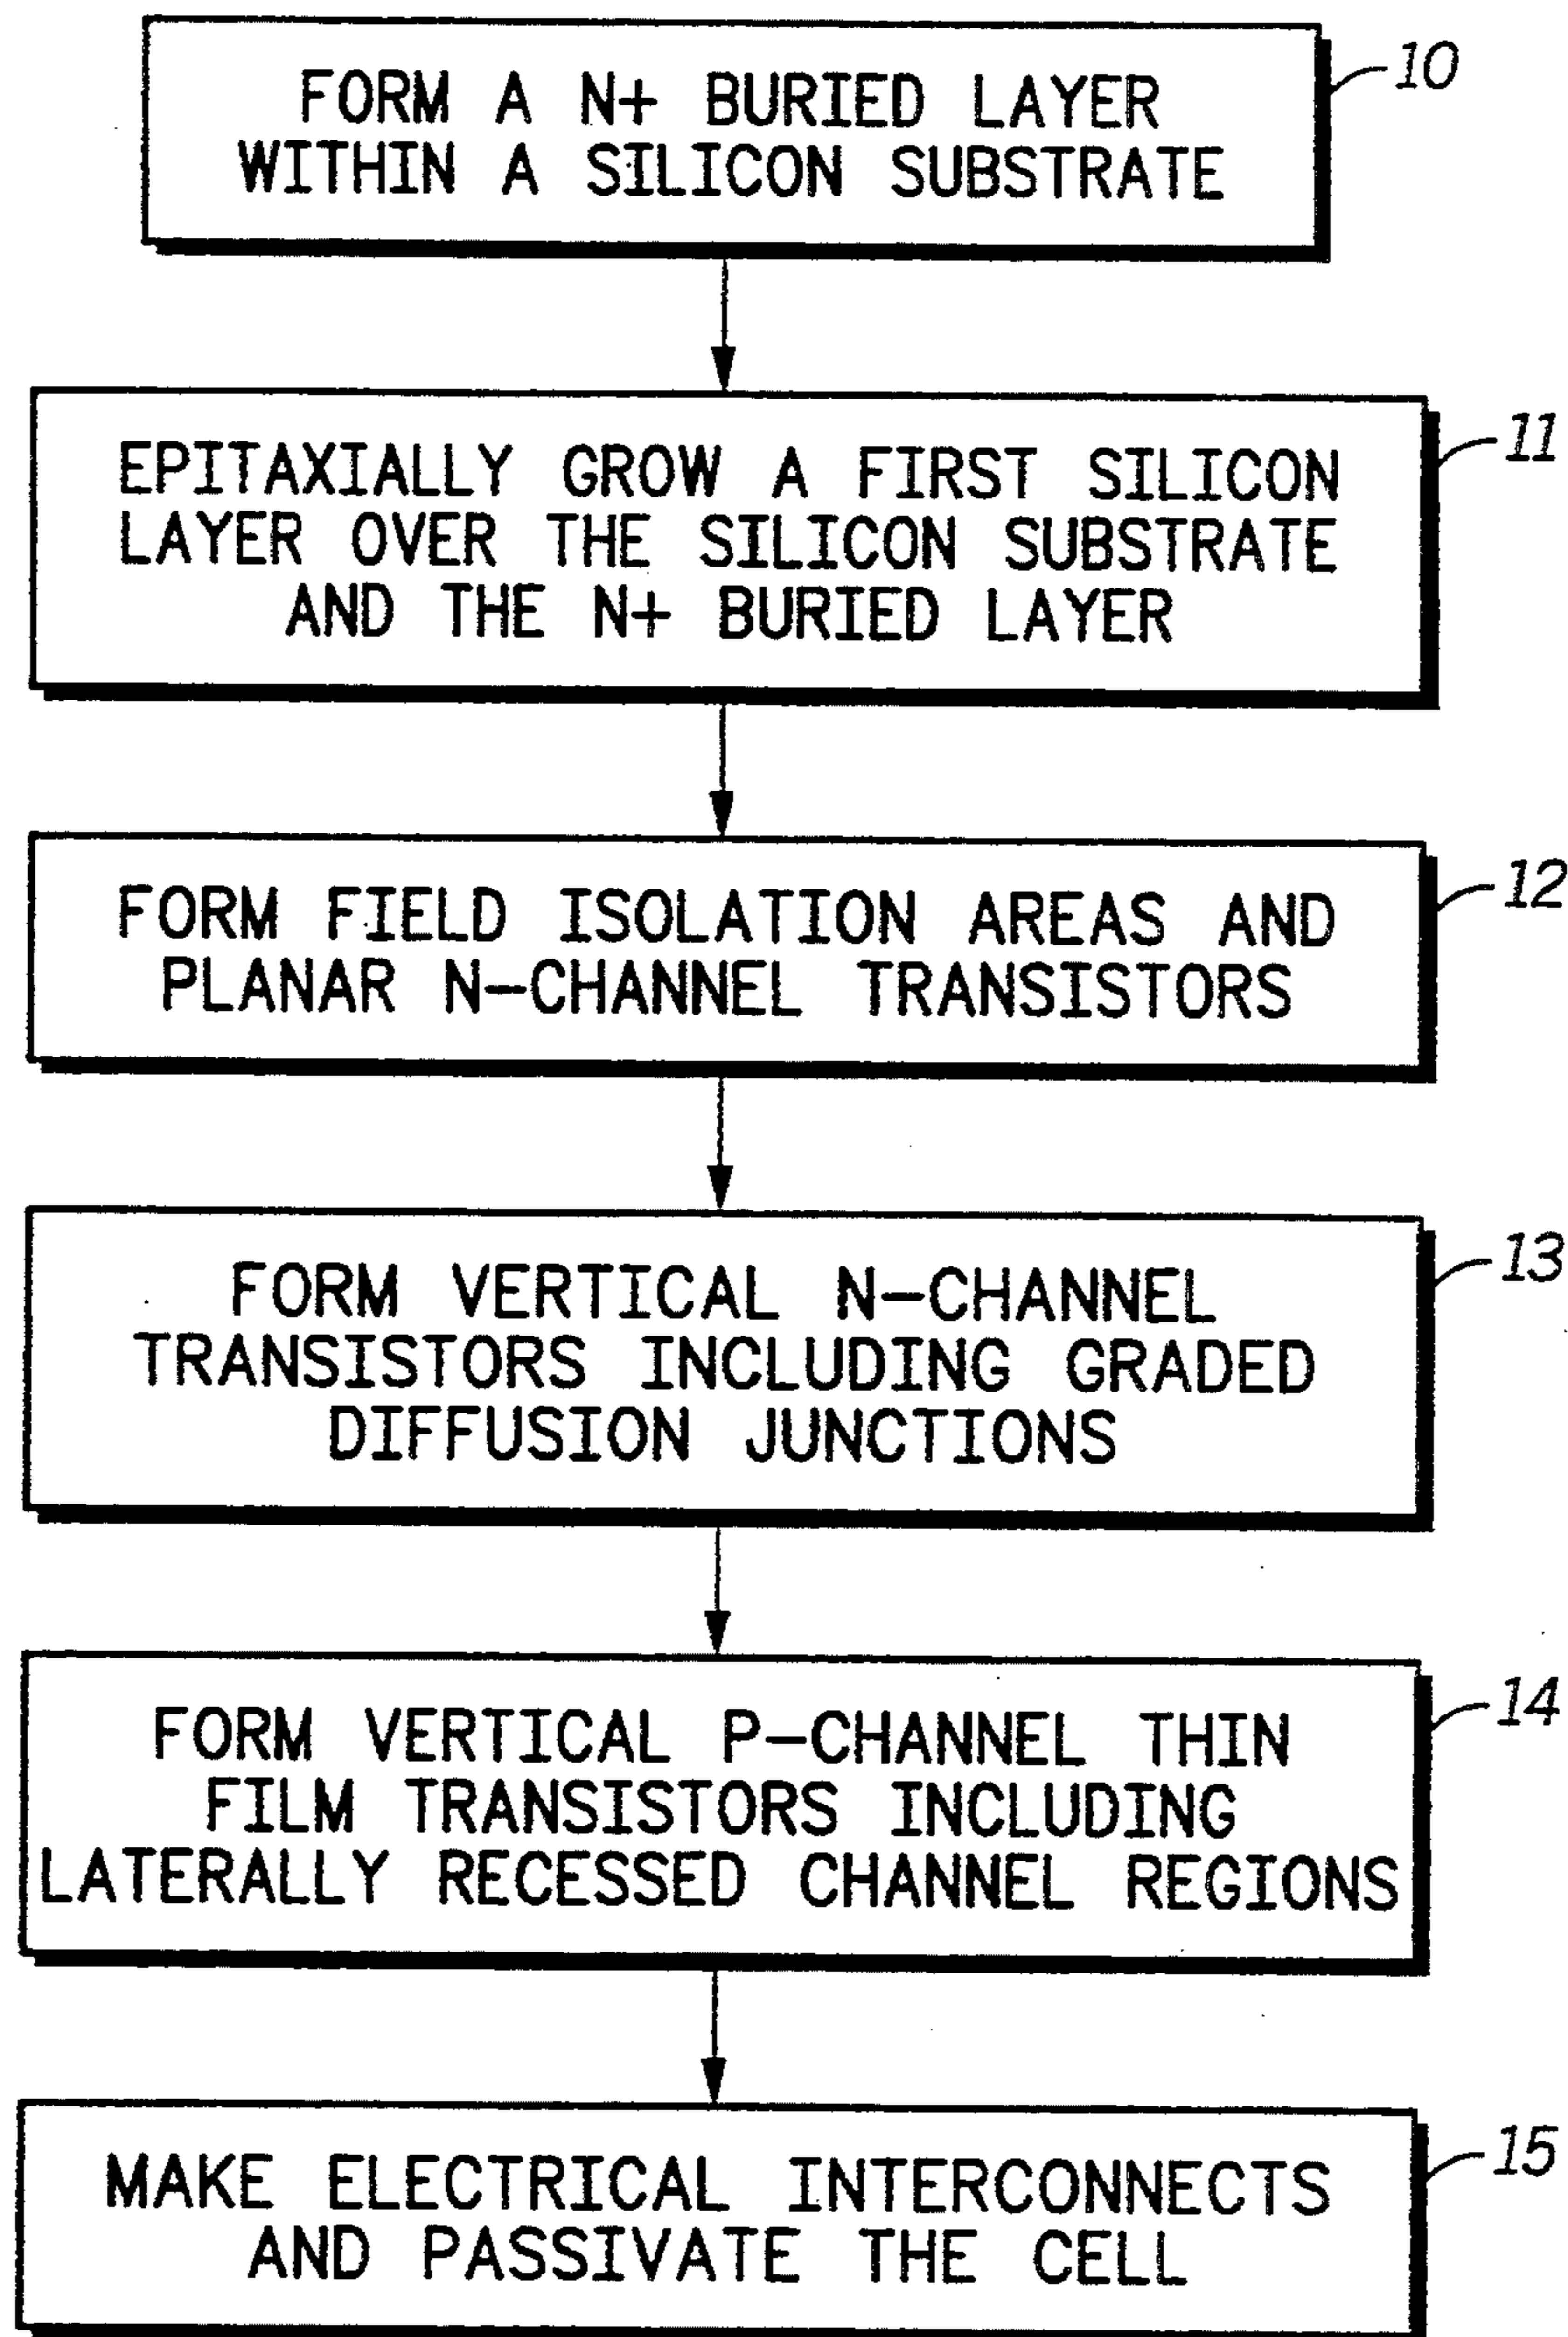 FORM A N+ BURIED LAYER
WITHIN A SILICON SUBSTRATE
10
EPITAXIALLY GROW A FIRST SILICON
LAYER OVER THE SILICON SUBSTRATE
AND THE N+ BURIED LAYER
11
FORM FIELD ISOLATION AREAS AND
PLANAR N-CHANNEL TRANSISTORS
12
FORM VERTICAL N-CHANNEL
TRANSISTORS INCLUDING GRADED
DIFFUSION JUNCTIONS
13
FORM VERTICAL P-CHANNEL THIN
FILM TRANSISTORS INCLUDING
LATERALLY RECESSED CHANNEL REGIONS
14
MAKE ELECTRICAL INTERCONNECTS
AND PASSIVATE THE CELL
15